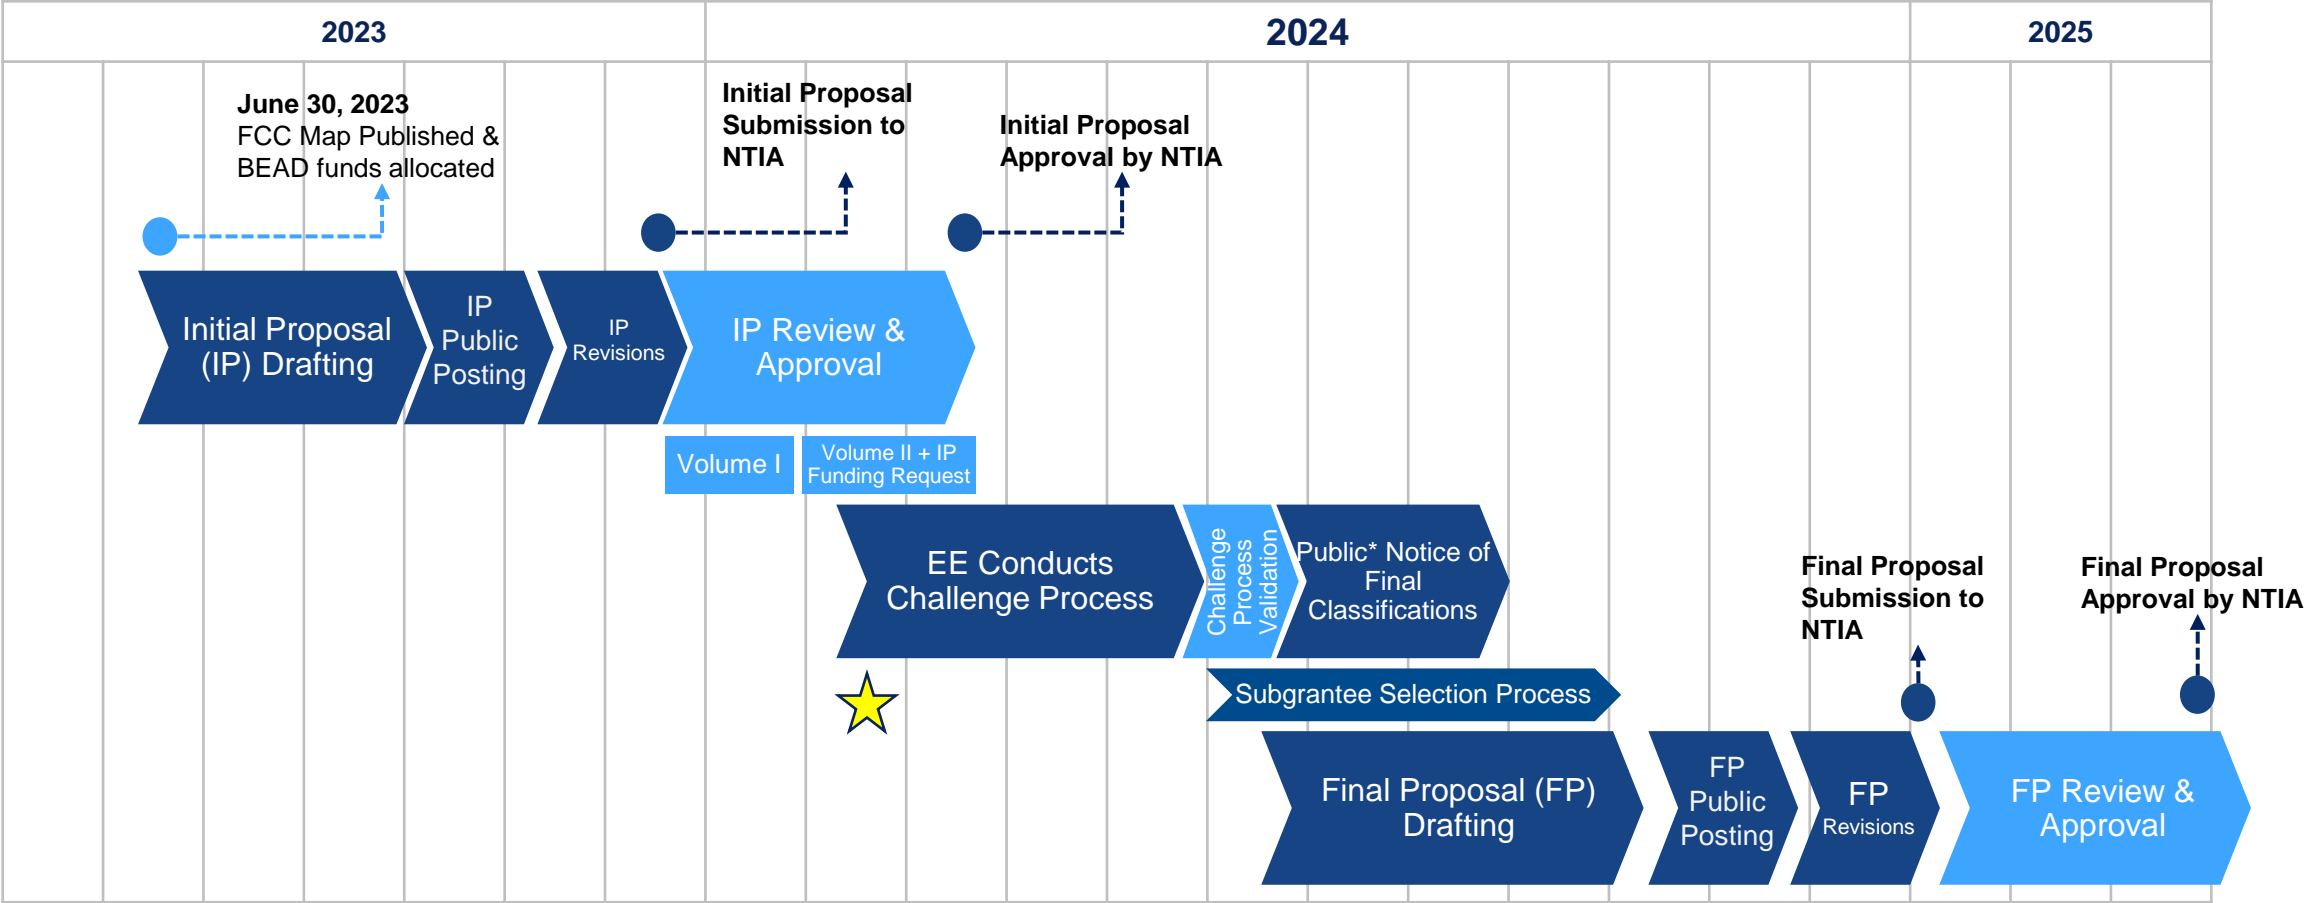 2023
2024
2025
June 30, 2023
FCC Map Published &
BEAD funds allocated
Initial Proposal
Submission to
NTIA
Initial Proposal
Approval by NTIA
Initial Proposal
(IP) Drafting
IP
Public
Posting
IP
Revisions
IP Review &
Approval
Volume I
Volume II + IP
Funding Request
EE Conducts
Challenge Process
Challenge
Process
Validation
Public* Notice of
Final
Classifications
Final Proposal
Submission to
NTIA
Final Proposal
Approval by NTIA
Subgrantee Selection Process
Final Proposal (FP)
Drafting
FP
Public
Posting
FP
Revisions
FP Review &
Approval